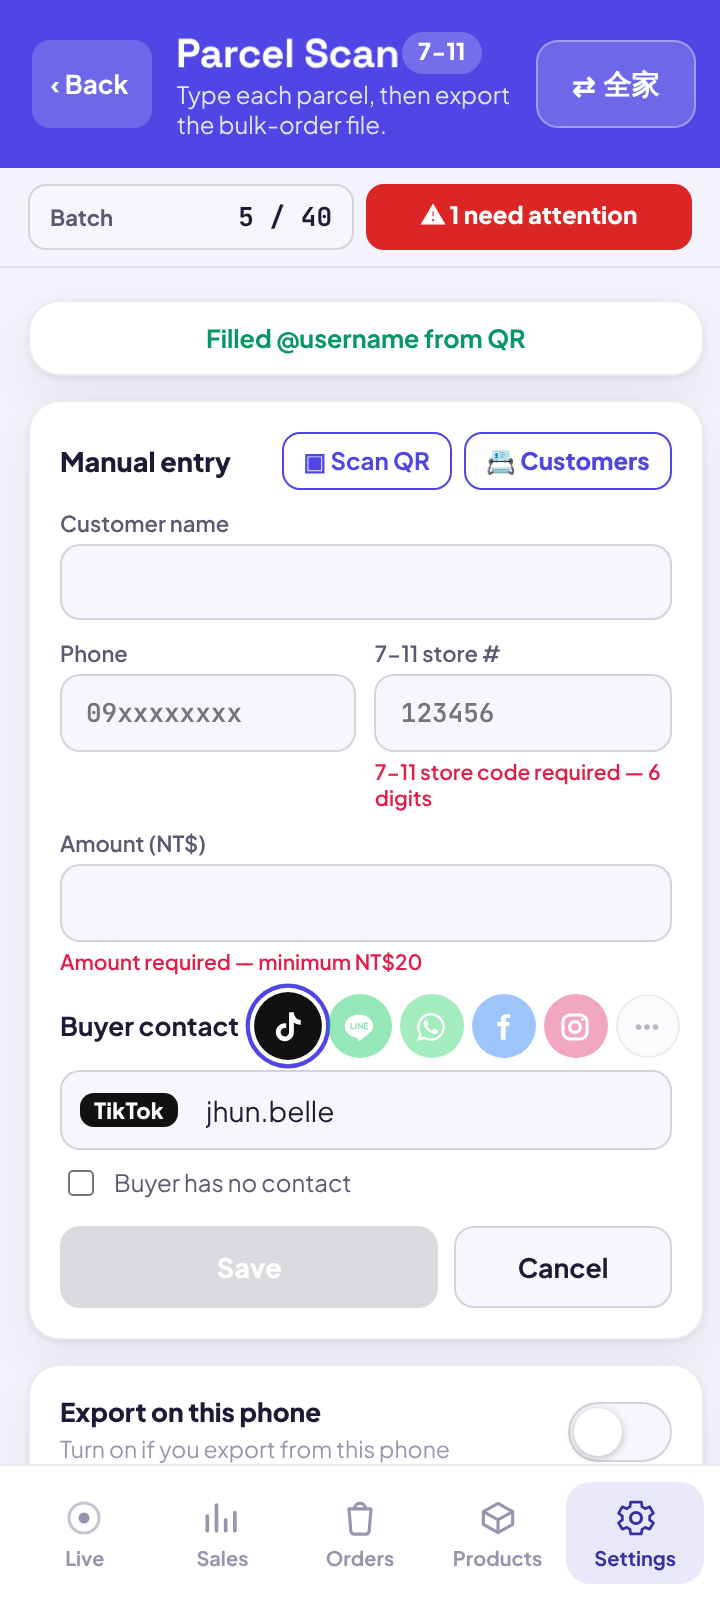 ‹ Back
Parcel Scan 7-11
Type each parcel, then export
the bulk-order file.
⇄ 全家
Batch 5 / 40
⚠ 1 need attention
Filled @username from QR
Manual entry
▣ Scan QR
📇 Customers
Customer name
Phone
7-11 store #
09xxxxxxxx
123456
7-11 store code required — 6
digits
Amount (NT$)
Amount required — minimum NT$20
Buyer contact
LINE
TikTok jhun.belle
Buyer has no contact
Save
Cancel
Export on this phone
Turn on if you export from this phone
Live
Sales
Orders
Products
Settings